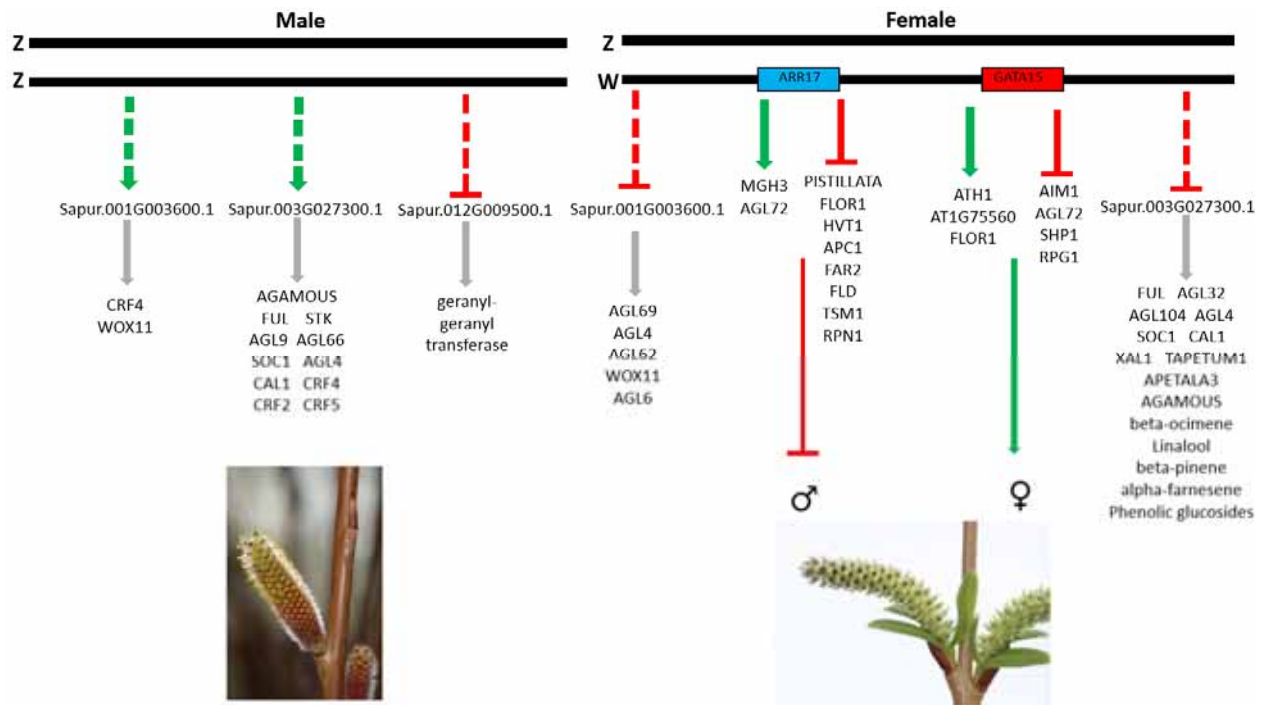 Male
Female
Z
Z
Z
W
ARR17
GATA15
Sapur.001G003600.1
CRF4
WOX11
Sapur.003G027300.1
AGAMOUS
FUL STK
AGL9 AGL66
SOC1 AGL4
CAL1 CRF4
CRF2 CRF5
Sapur.012G009500.1
geranyl-
geranyl
transferase
Sapur.001G003600.1
AGL69
AGL4
AGL62
WOX11
AGL6
MGH3
AGL72
PISTILLATA
FLOR1
HVT1
APC1
FAR2
FLD
TSM1
RPN1
♂
ATH1
AT1G75560
FLOR1
♀
AIM1
AGL72
SHP1
RPG1
Sapur.003G027300.1
FUL AGL32
AGL104 AGL4
SOC1 CAL1
XAL1 TAPETUM1
APETALA3
AGAMOUS
beta-ocimene
Linalool
beta-pinene
alpha-farnesene
Phenolic glucosides